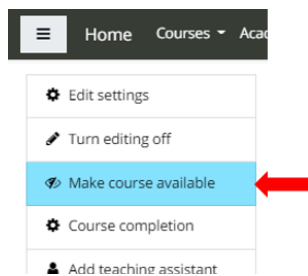 Home Courses Acad
Edit settings
Turn editing off
Make course available
Course completion
Add teaching assistant